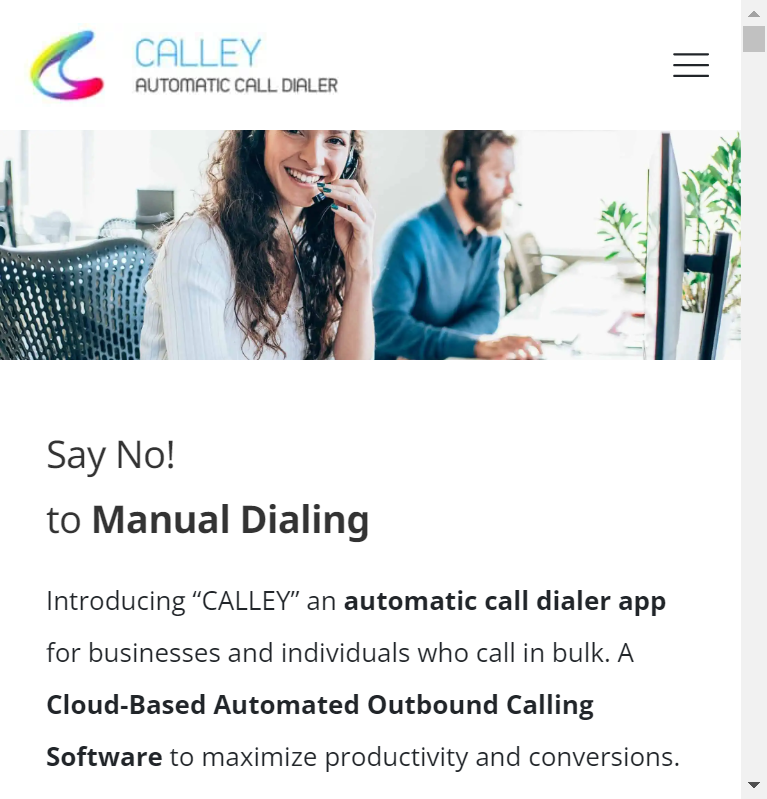 CALLEY
AUTOMATIC CALL DIALER
Say No!
to Manual Dialing
Introducing “CALLEY” an automatic call dialer app
for businesses and individuals who call in bulk. A
Cloud-Based Automated Outbound Calling
Software to maximize productivity and conversions.